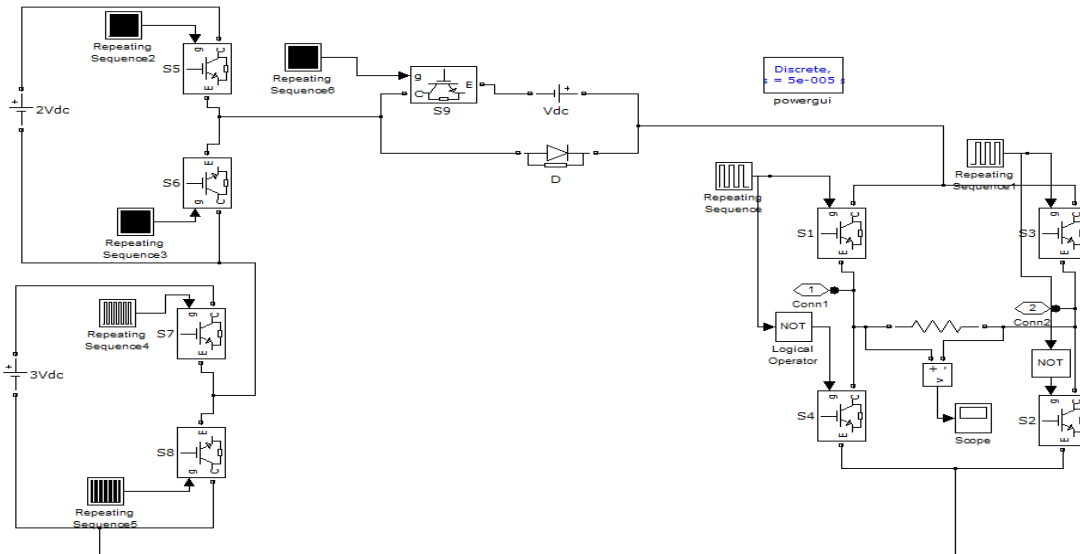 Repeating
Sequence2
g
C
S5
E
2Vdc
E
S6
g
C
Repeating
Sequence3
Repeating
Sequence6
g
C
E
S9
Vdc
D
Discrete,
s = 5e-005 s
powergui
Repeating
Sequence
g
C
S1
E
Repeating
Sequence1
g
C
S3
E
1
Conn1
2
Conn2
NOT
Logical
Operator
NOT
+
-
v
Scope
g
C
S4
E
g
C
S2
E
Repeating
Sequence4
g
C
S7
E
3Vdc
E
S8
g
C
Repeating
Sequence5